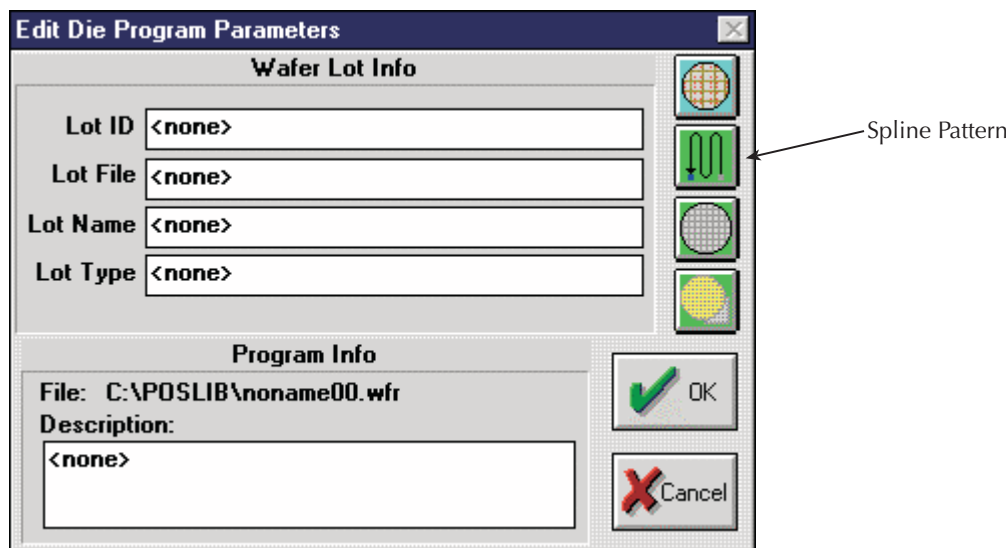 Edit Die Program Parameters
Wafer Lot Info
Lot ID <none>
Lot File <none>
Lot Name <none>
Lot Type <none>
Spline Pattern
Program Info
File: C:\POSLIB\noname00.wfr
Description:
<none>
OK
Cancel